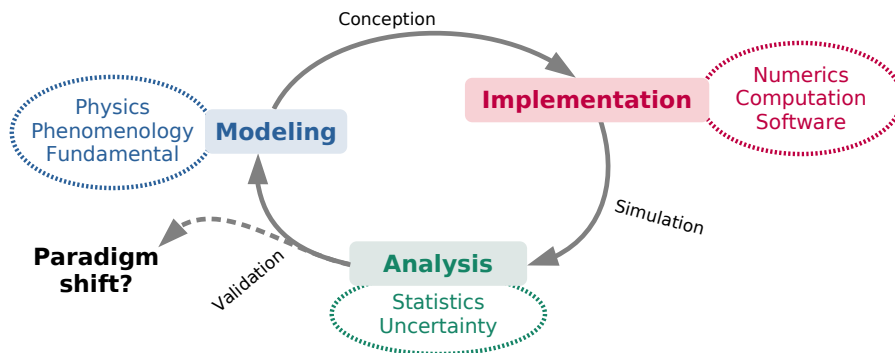 Conception
Physics
Phenomenology
Fundamental
Modeling
Implementation
Numerics
Computation
Software
Simulation
Analysis
Statistics
Uncertainty
Validation
Paradigm
shift?